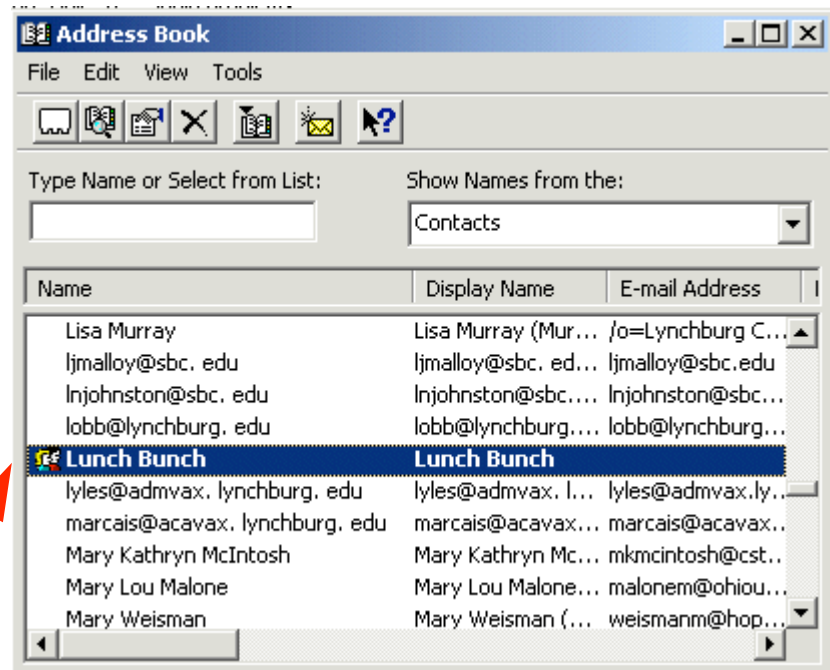 Address Book
File Edit View Tools
Type Name or Select from List: Show Names from the:
Contacts
Name Display Name E-mail Address
Lisa Murray Lisa Murray (Mur... /o=Lynchburg C...
ljmalloy@sbc. edu ljmalloy@sbc. ed... ljmalloy@sbc.edu
lnjohnston@sbc. edu lnjohnston@sbc.... lnjohnston@sbc...
lobb@lynchburg. edu lobb@lynchburg.... lobb@lynchburg...
Lunch Bunch Lunch Bunch
lyles@admvax. lynchburg. edu lyles@admvax. l... lyles@admvax.ly...
marcais@acavax. lynchburg. edu marcais@acavax... marcais@acavax..
Mary Kathryn McIntosh Mary Kathryn Mc... mkmcintosh@cst..
Mary Lou Malone Mary Lou Malone... malonem@ohiou...
Mary Weisman Mary Weisman (... weismanm@hop...